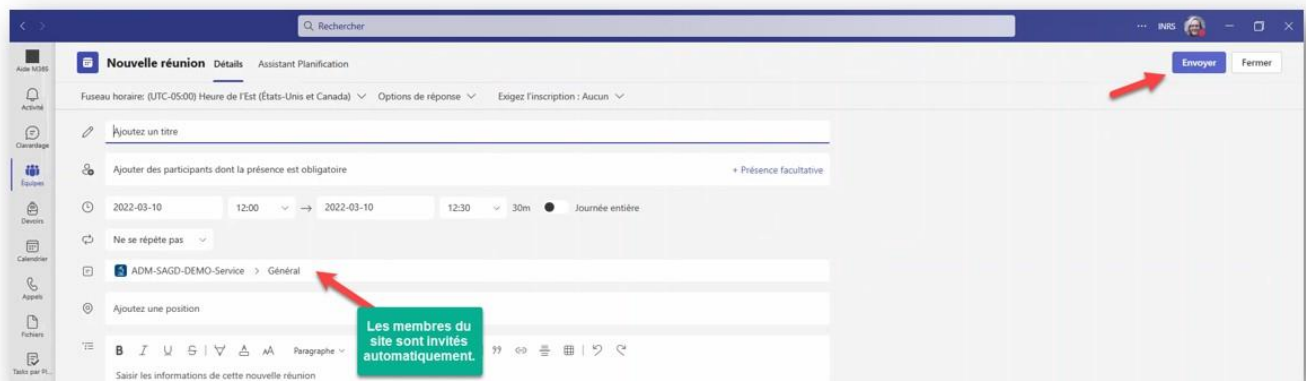 Rechercher
... INRS
Aide M365
Nouvelle réunion Détails Assistant Planification
Envoyer Fermer
Activité
Fuseau horaire: (UTC-05:00) Heure de l'Est (États-Unis et Canada) Options de réponse Exigez l'inscription : Aucun
Clavardage
Ajoutez un titre
Équipes
Ajouter des participants dont la présence est obligatoire + Présence facultative
Devoirs
2022-03-10 12:00 → 2022-03-10 12:30 30m Journée entière
Calendrier
Ne se répète pas
ADM-SAGD-DEMO-Service > Général
Appels
Ajoutez une position
Fichiers
Les membres du
site sont invités
automatiquement.
B I U S A AA Paragraphe
Tasks par Pl...
Saisir les informations de cette nouvelle réunion